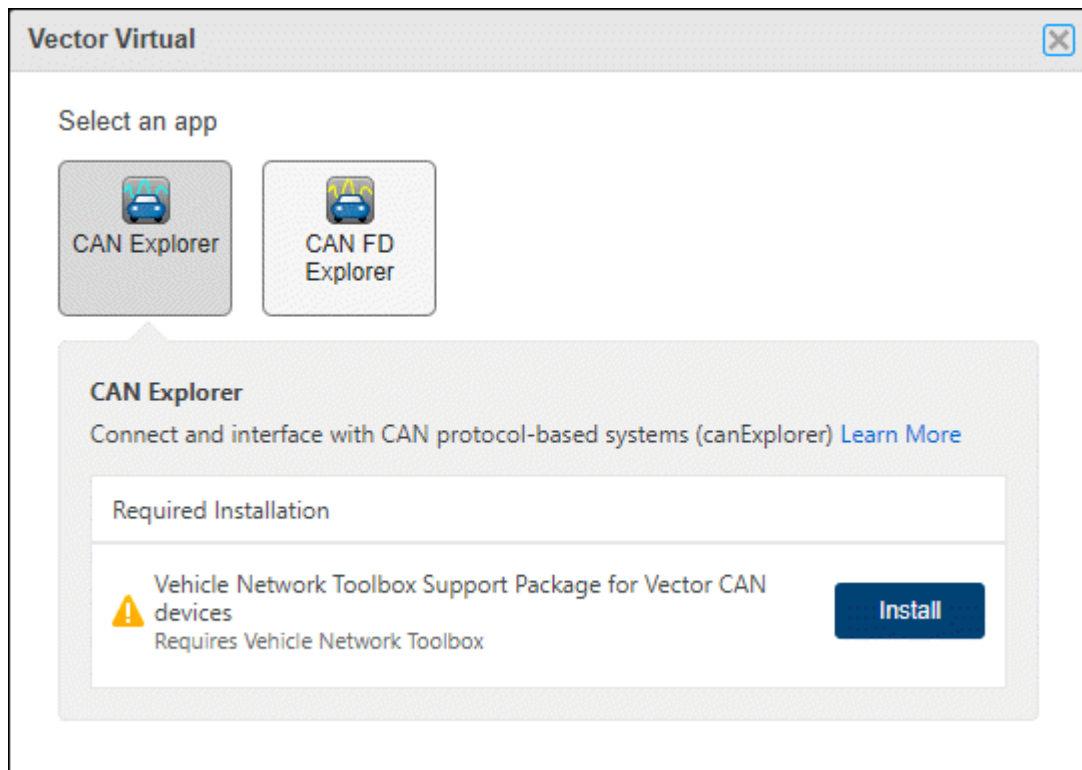 Vector Virtual
Select an app
CAN Explorer
CAN FD
Explorer
CAN Explorer
Connect and interface with CAN protocol-based systems (canExplorer) Learn More
Required Installation
Vehicle Network Toolbox Support Package for Vector CAN
devices
Requires Vehicle Network Toolbox
Install